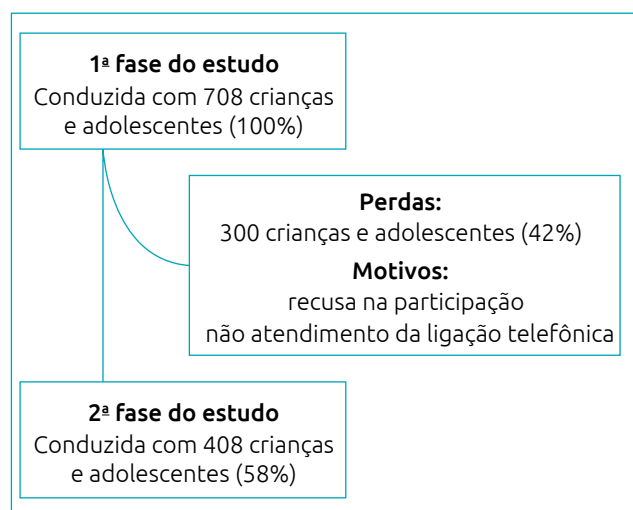 1ª fase do estudo
Conduzida com 708 crianças
e adolescentes (100%)
Perdas:
300 crianças e adolescentes (42%)
Motivos:
recusa na participação
não atendimento da ligação telefônica
2ª fase do estudo
Conduzida com 408 crianças
e adolescentes (58%)